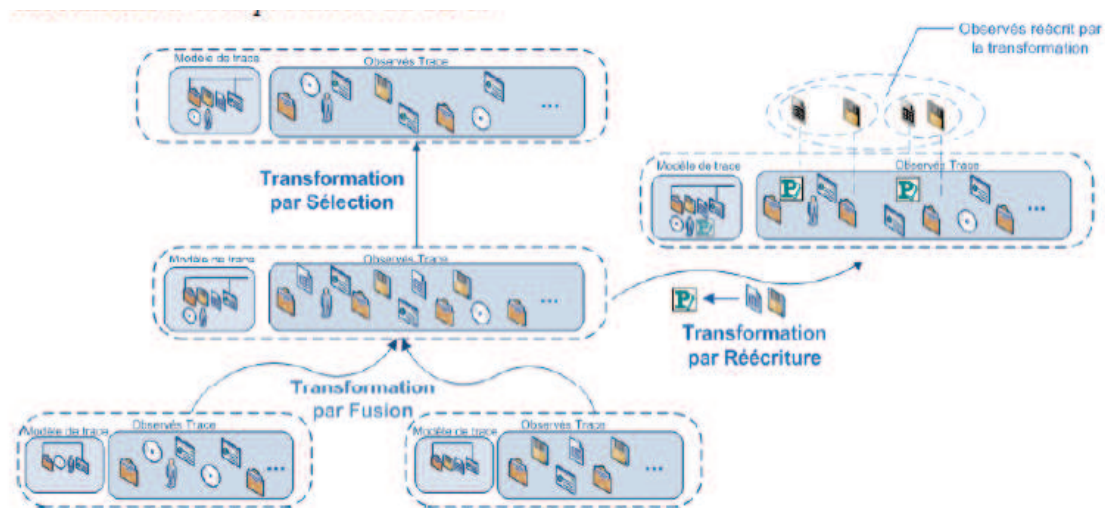 Observés réécrit par
la transformation
Modèle de trace
Observés Trace
...
Transformation
par Sélection
Modèle de trace
Observés Trace
...
Modèle de trace
Observés Trace
...
Transformation
par Réécriture
Transformation
par Fusion
Modèle de trace
Observés Trace
...
Modèle de trace
Observés Trace
...